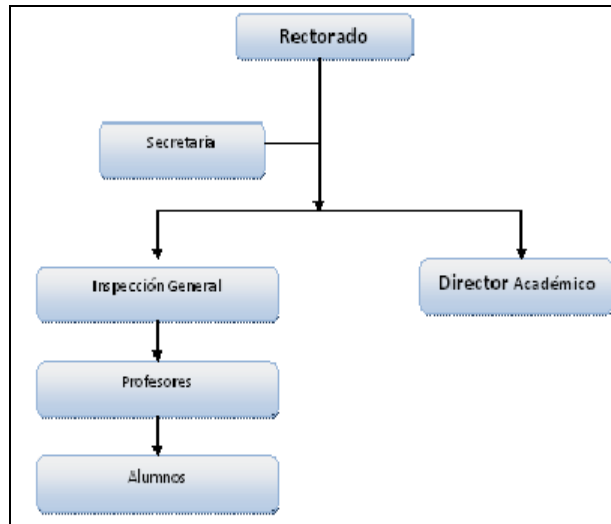 Rectorado
Secretaría
Inspección General
Director Académico
Profesores
Alumnos